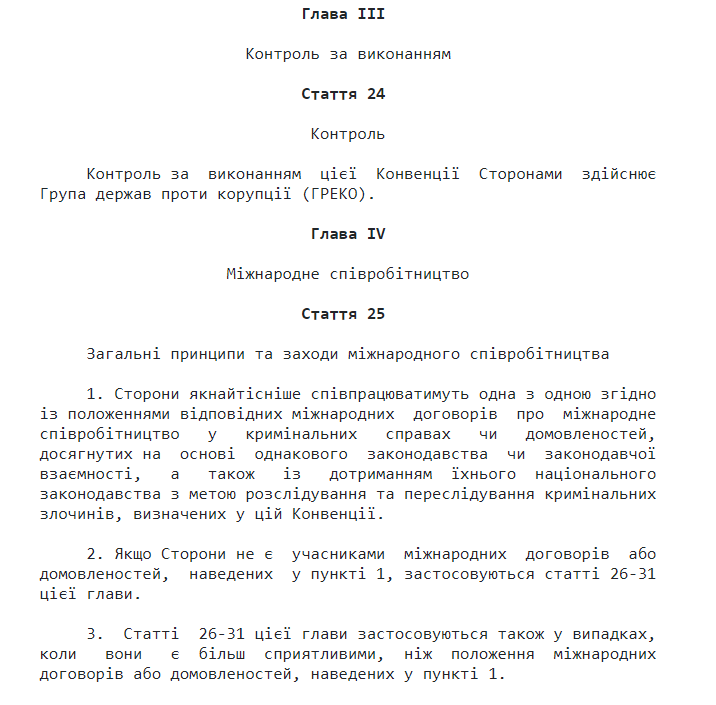 Глава III
Контроль за виконанням
Стаття 24
Контроль
Контроль за виконанням цієї Конвенції Сторонами здійснює
Група держав проти корупції (ГРЕКО).
Глава IV
Міжнародне співробітництво
Стаття 25
Загальні принципи та заходи міжнародного співробітництва
1. Сторони якнайтісніше співпрацюватимуть одна з одною згідно
із положеннями відповідних міжнародних договорів про міжнародне
співробітництво у кримінальних справах чи домовленостей,
досягнутих на основі однакового законодавства чи законодавчої
взаємності, а також із дотриманням їхнього національного
законодавства з метою розслідування та переслідування кримінальних
злочинів, визначених у цій Конвенції.
2. Якщо Сторони не є учасниками міжнародних договорів або
домовленостей, наведених у пункті 1, застосовуються статті 26-31
цієї глави.
3. Статті 26-31 цієї глави застосовуються також у випадках,
коли вони є більш сприятливими, ніж положення міжнародних
договорів або домовленостей, наведених у пункті 1.